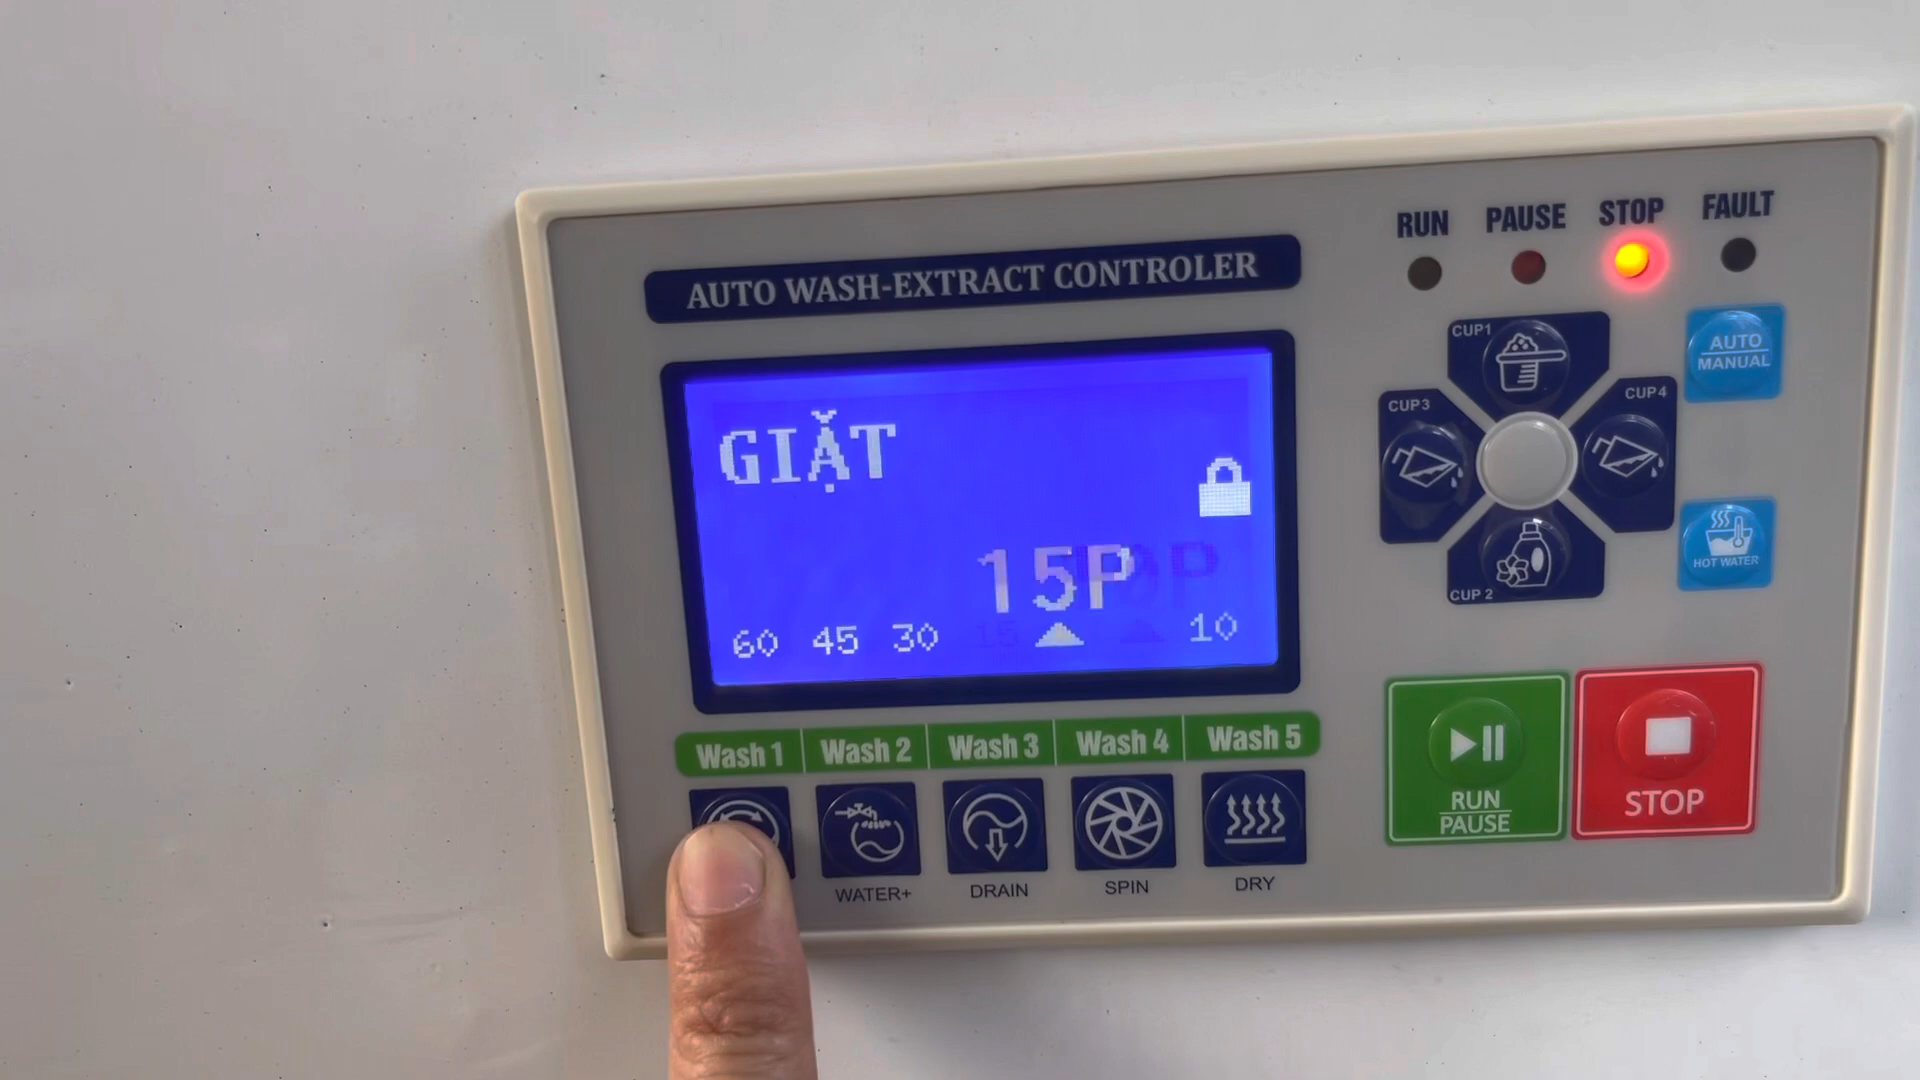 RUN PAUSE STOP FAULT
AUTO WASH-EXTRACT CONTROLER
CUP1
AUTO
MANUAL
CUP3
CUP4
GIẶT
15P
60 45 30 10
HOT WATER
CUP 2
Wash 1 Wash 2 Wash 3 Wash 4 Wash 5
RUN
PAUSE
STOP
WATER+ DRAIN SPIN DRY